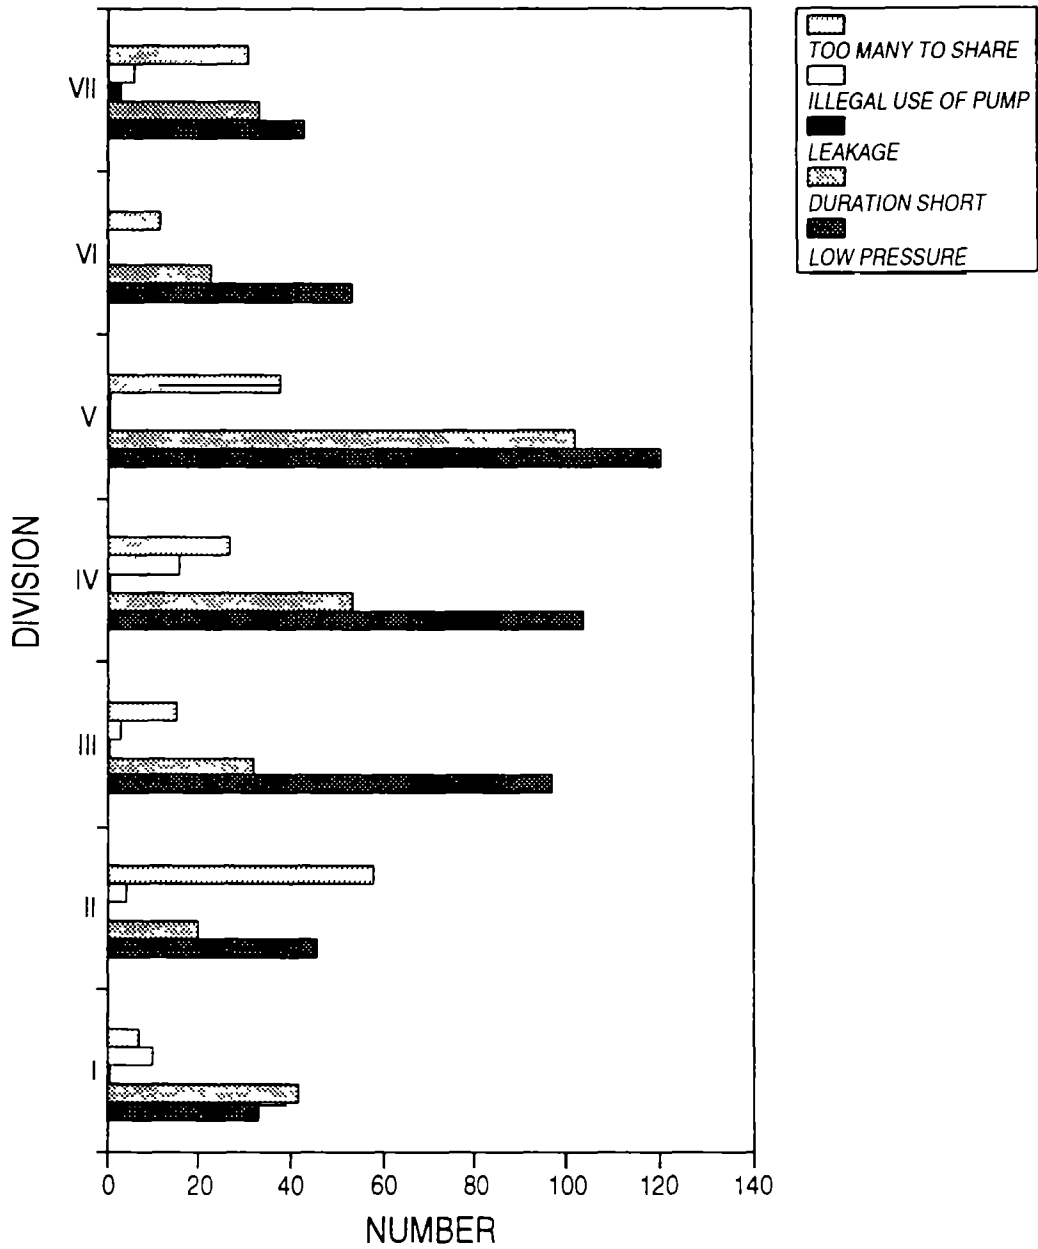 TOO MANY TO SHARE
ILLEGAL USE OF PUMP
LEAKAGE
DURATION SHORT
LOW PRESSURE
DIVISION
VII
VI
V
IV
III
II
I
0 20 40 60 80 100 120 140
NUMBER